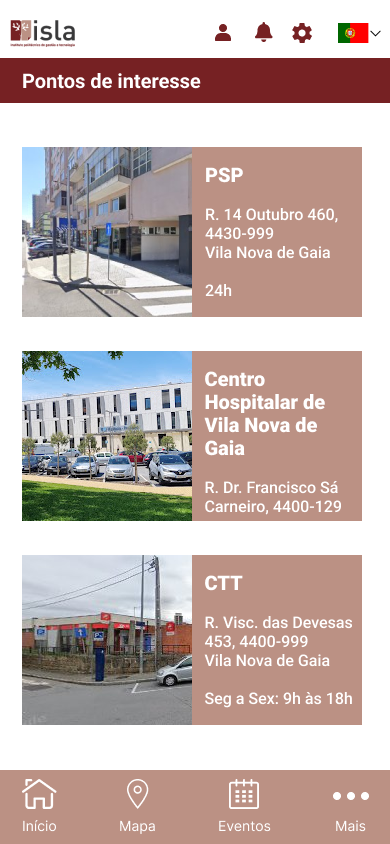 isla
instituto politécnico de gestão e tecnologia
Pontos de interesse
PSP
R. 14 Outubro 460,
4430-999
Vila Nova de Gaia
24h
Centro
Hospitalar de
Vila Nova de
Gaia
R. Dr. Francisco Sá
Carneiro, 4400-129
CTT
R. Visc. das Devesas
453, 4400-999
Vila Nova de Gaia
Seg a Sex: 9h às 18h
Início
Mapa
Eventos
Mais